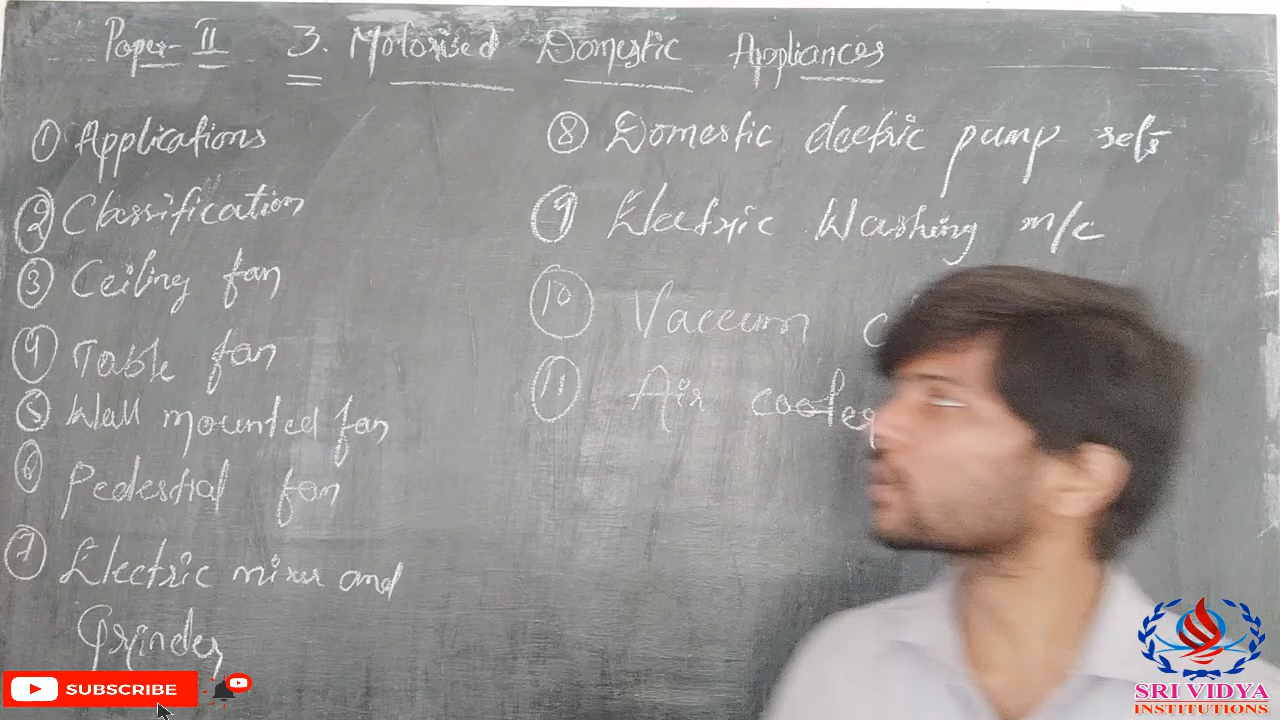 Paper-II 3. Motorised Domestic Appliances
① Applications
② Classification
③ Ceiling fan
④ Table fan
⑤ Wall mounted fan
⑥ Pedestial fan
⑦ Electric mixer and
Grinder
⑧ Domestic electric pump sets
⑨ Electric Washing m/c
⑩ Vaccum
⑪ Air cooler
SUBSCRIBE
SRI VIDYA
INSTITUTIONS